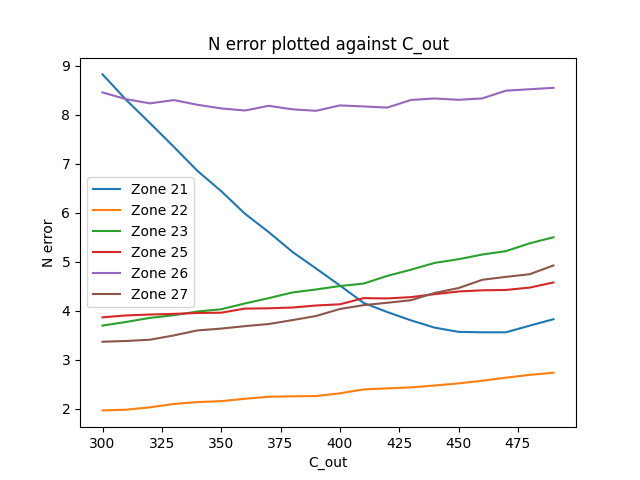 N error plotted against C_out
9
8
7
6
5
4
3
2
N error
Zone 21
Zone 22
Zone 23
Zone 25
Zone 26
Zone 27
300 325 350 375 400 425 450 475
C_out